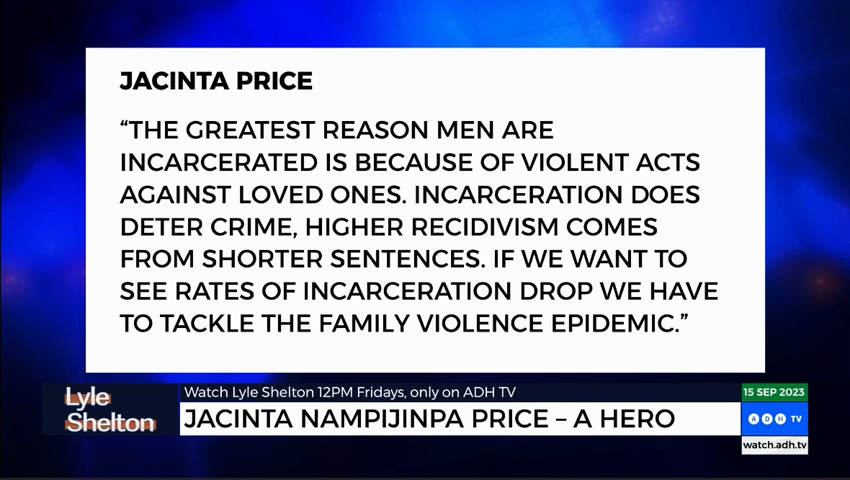 JACINTA PRICE
“THE GREATEST REASON MEN ARE
INCARCERATED IS BECAUSE OF VIOLENT ACTS
AGAINST LOVED ONES. INCARCERATION DOES
DETER CRIME, HIGHER RECIDIVISM COMES
FROM SHORTER SENTENCES. IF WE WANT TO
SEE RATES OF INCARCERATION DROP WE HAVE
TO TACKLE THE FAMILY VIOLENCE EPIDEMIC.”
Lyle
Shelton
Watch Lyle Shelton 12PM Fridays, only on ADH TV
JACINTA NAMPIJINPA PRICE – A HERO
15 SEP 2023
ADH TV
watch.adh.tv